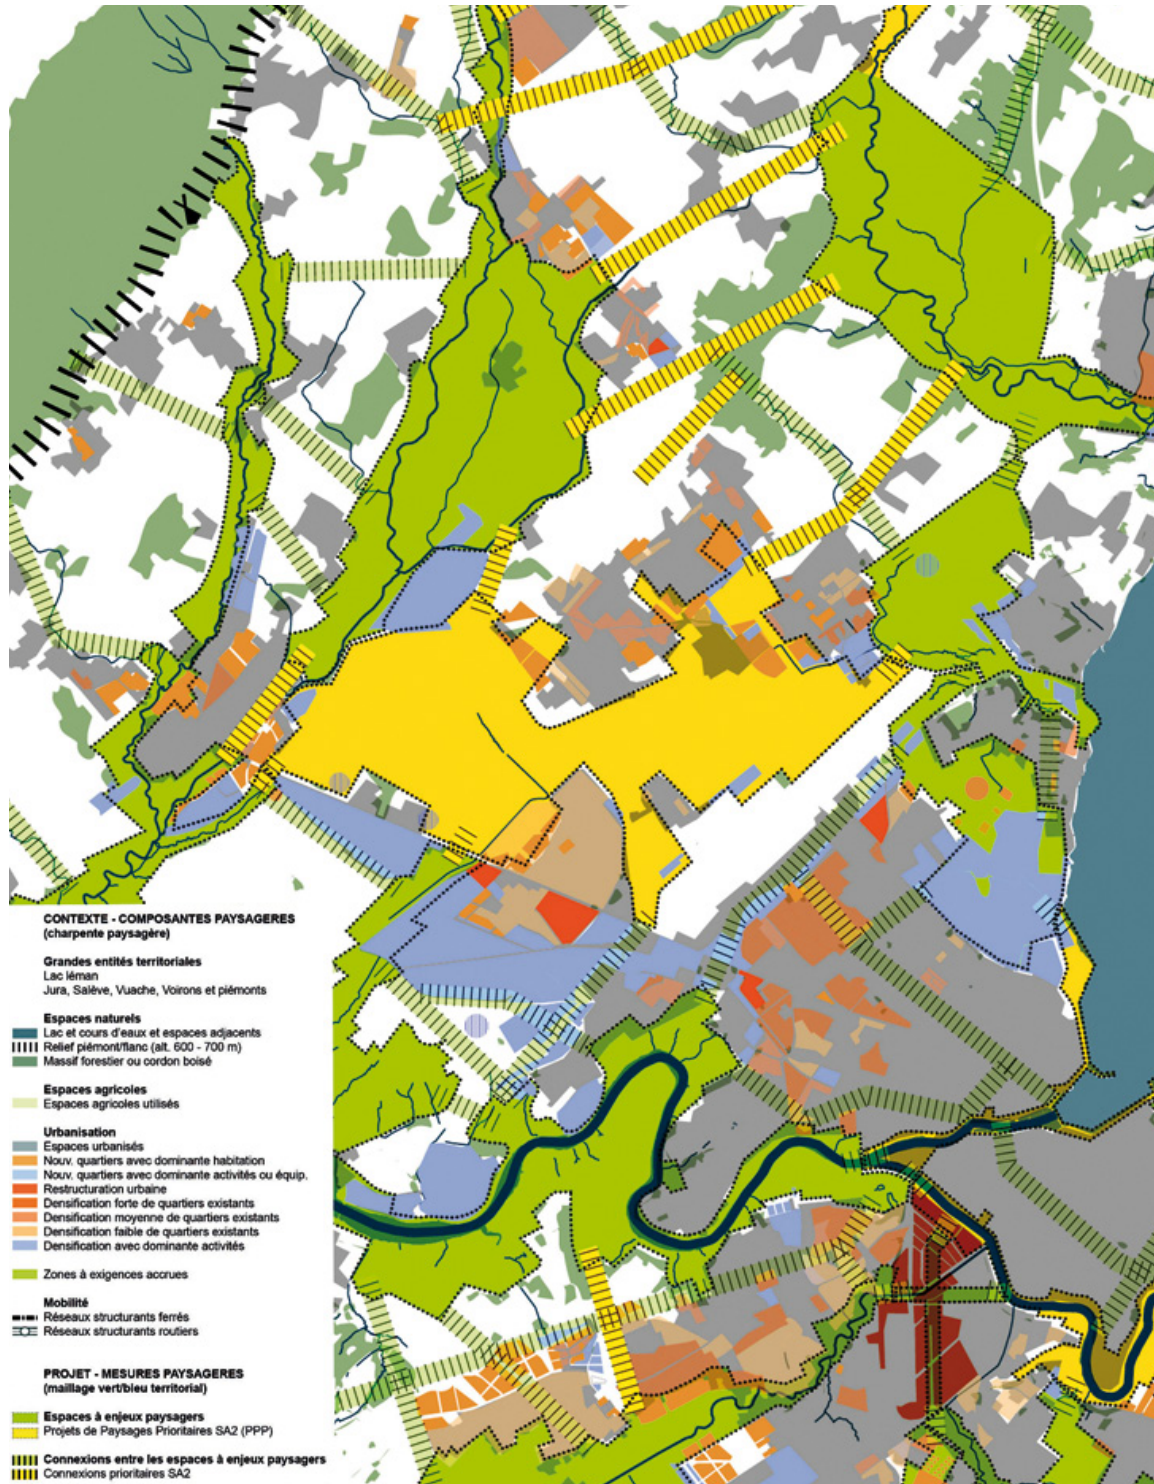 CONTEXTE - COMPOSANTES PAYSAGERES
(charpente paysagère)
Grandes entités territoriales
Lac léman
Jura, Salève, Vuache, Voirons et piémonts
Espaces naturels
Lac et cours d'eaux et espaces adjacents
Relief piémont/flanc (alt. 600 - 700 m)
Massif forestier ou cordon boisé
Espaces agricoles
Espaces agricoles utilisés
Urbanisation
Espaces urbanisés
Nouv. quartiers avec dominante habitation
Nouv. quartiers avec dominante activités ou équip.
Restructuration urbaine
Densification forte de quartiers existants
Densification moyenne de quartiers existants
Densification faible de quartiers existants
Densification avec dominante activités
Zones à exigences accrues
Mobilité
Réseaux structurants ferrés
Réseaux structurants routiers
PROJET - MESURES PAYSAGERES
(maillage vert/bleu territorial)
Espaces à enjeux paysagers
Projets de Paysages Prioritaires SA2 (PPP)
Connexions entre les espaces à enjeux paysagers
Connexions prioritaires SA2